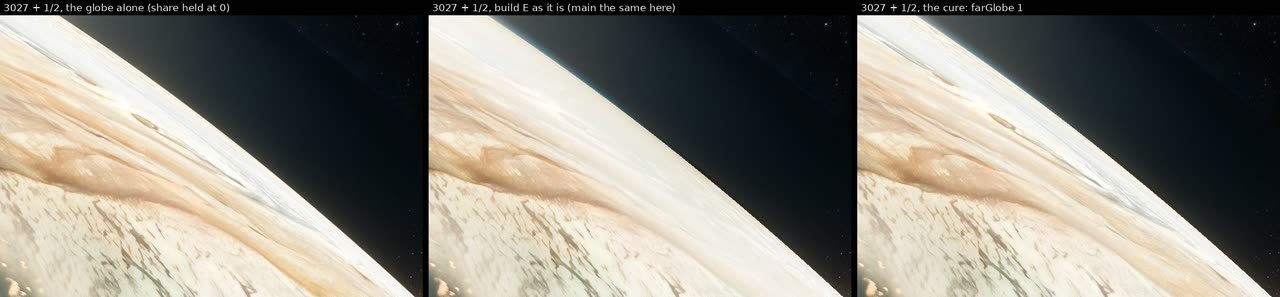 3027 + 1/2, the globe alone (share held at 0)
3027 + 1/2, build E as it is (main the same here)
3027 + 1/2, the cure: farGlobe 1